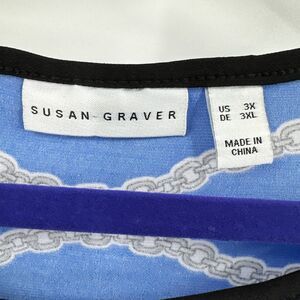 SUSAN GRAVER
US 3X
DE 3XL
MADE IN
CHINA